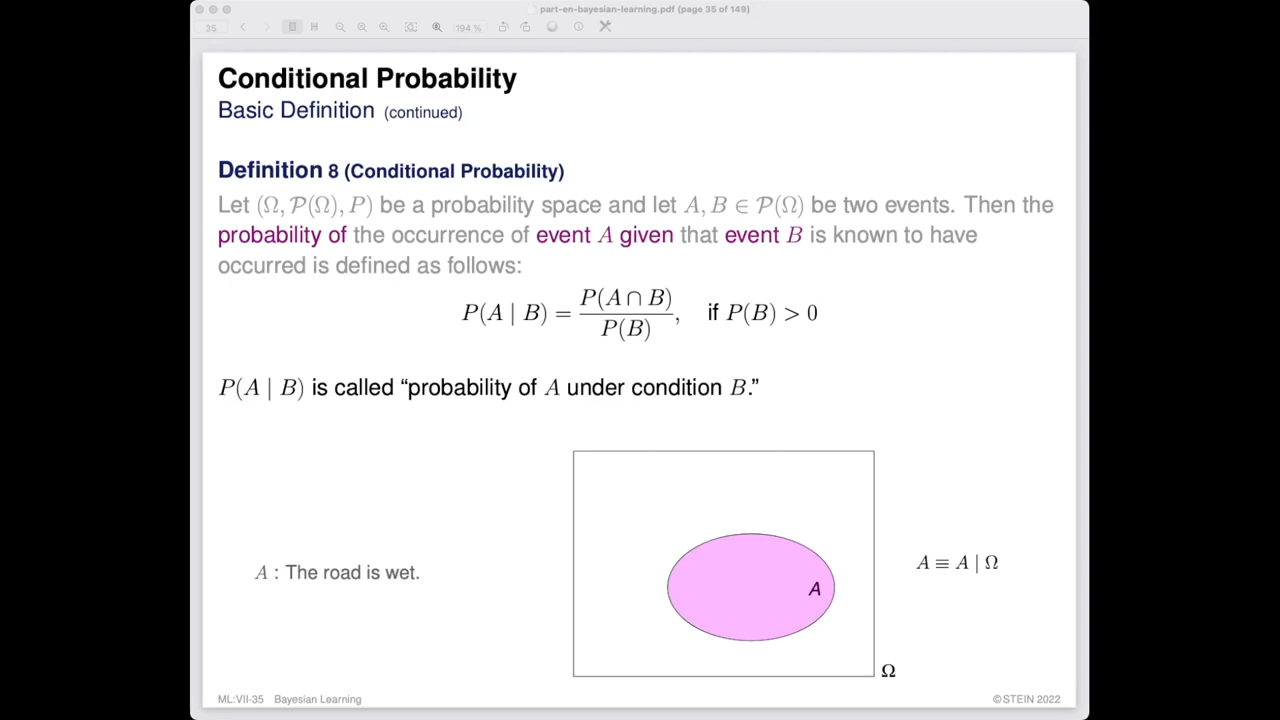 part-en-bayesian-learning.pdf (page 35 of 149)
35
194 %
Conditional Probability
Basic Definition (continued)
Definition 8 (Conditional Probability)
Let (Ω, 𝒫(Ω), P) be a probability space and let A, B ∈ 𝒫(Ω) be two events. Then the
probability of the occurrence of event A given that event B is known to have
occurred is defined as follows:
P(A | B) = P(A ∩ B) / P(B), if P(B) > 0
P(A | B) is called “probability of A under condition B.”
A : The road is wet.
A
A ≡ A | Ω
Ω
ML:VII-35 Bayesian Learning
©STEIN 2022